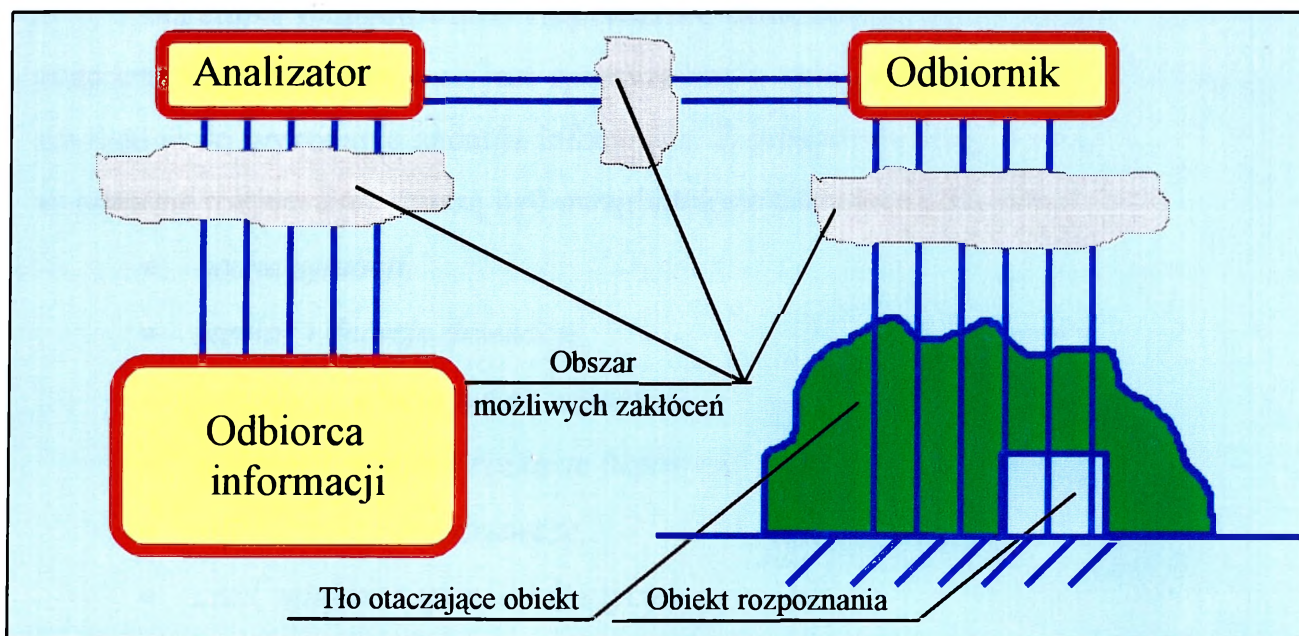 Analizator
Odbiornik
Obszar
możliwych zakłóceń
Odbiorca
informacji
Tło otaczające obiekt
Obiekt rozpoznania